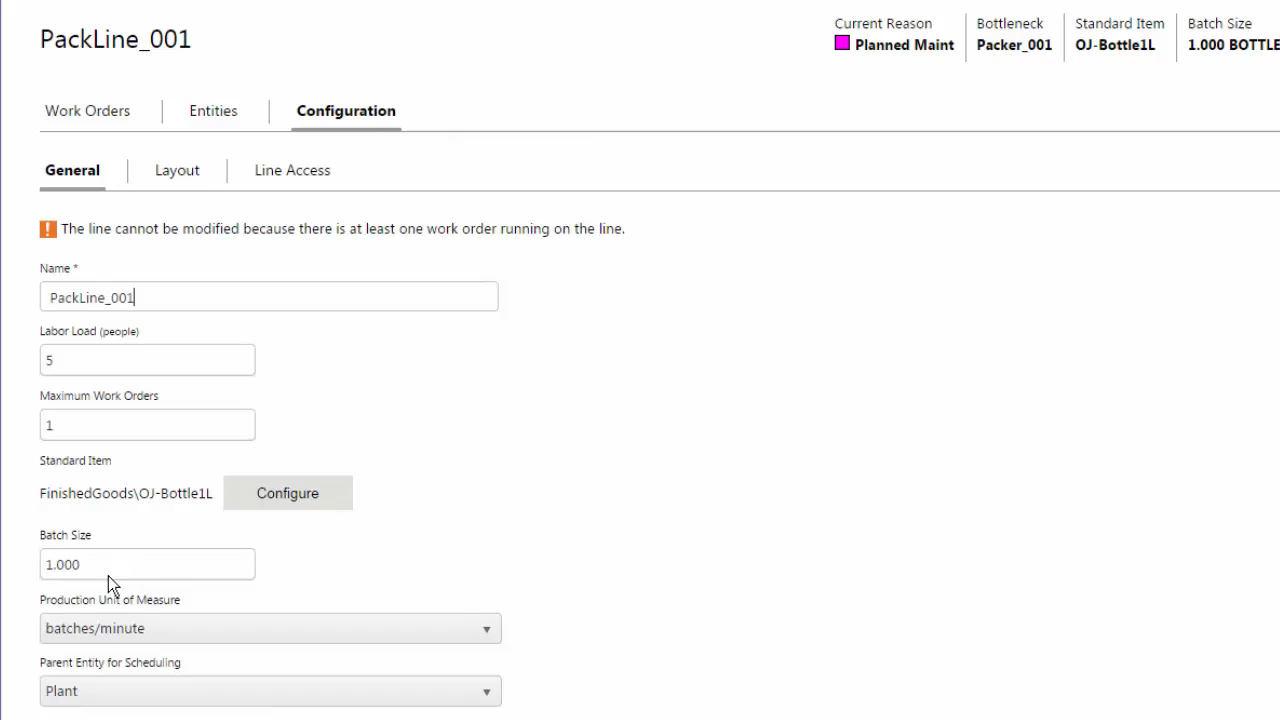 PackLine_001
Current Reason
Planned Maint
Bottleneck
Packer_001
Standard Item
OJ-Bottle1L
Batch Size
1.000 BOTTLE
Work Orders
Entities
Configuration
General
Layout
Line Access
! The line cannot be modified because there is at least one work order running on the line.
Name *
PackLine_001
Labor Load (people)
5
Maximum Work Orders
1
Standard Item
FinishedGoods\OJ-Bottle1L
Configure
Batch Size
1.000
Production Unit of Measure
batches/minute
Parent Entity for Scheduling
Plant